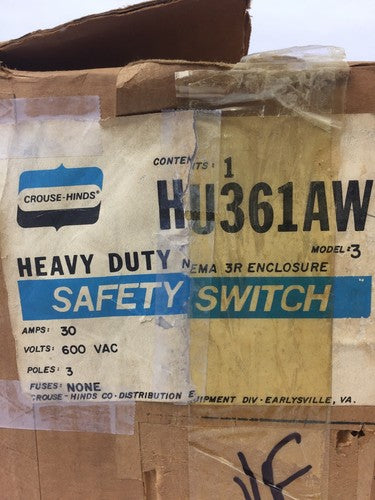 CONTENTS: 1
CROUSE-HINDS®
HU361AW
MODEL: 3
HEAVY DUTY NEMA 3R ENCLOSURE
SAFETY SWITCH
AMPS: 30
VOLTS: 600 VAC
POLES: 3
FUSES: NONE
CROUSE-HINDS CO·DISTRIBUTION EQUIPMENT DIV·EARLYSVILLE, VA.